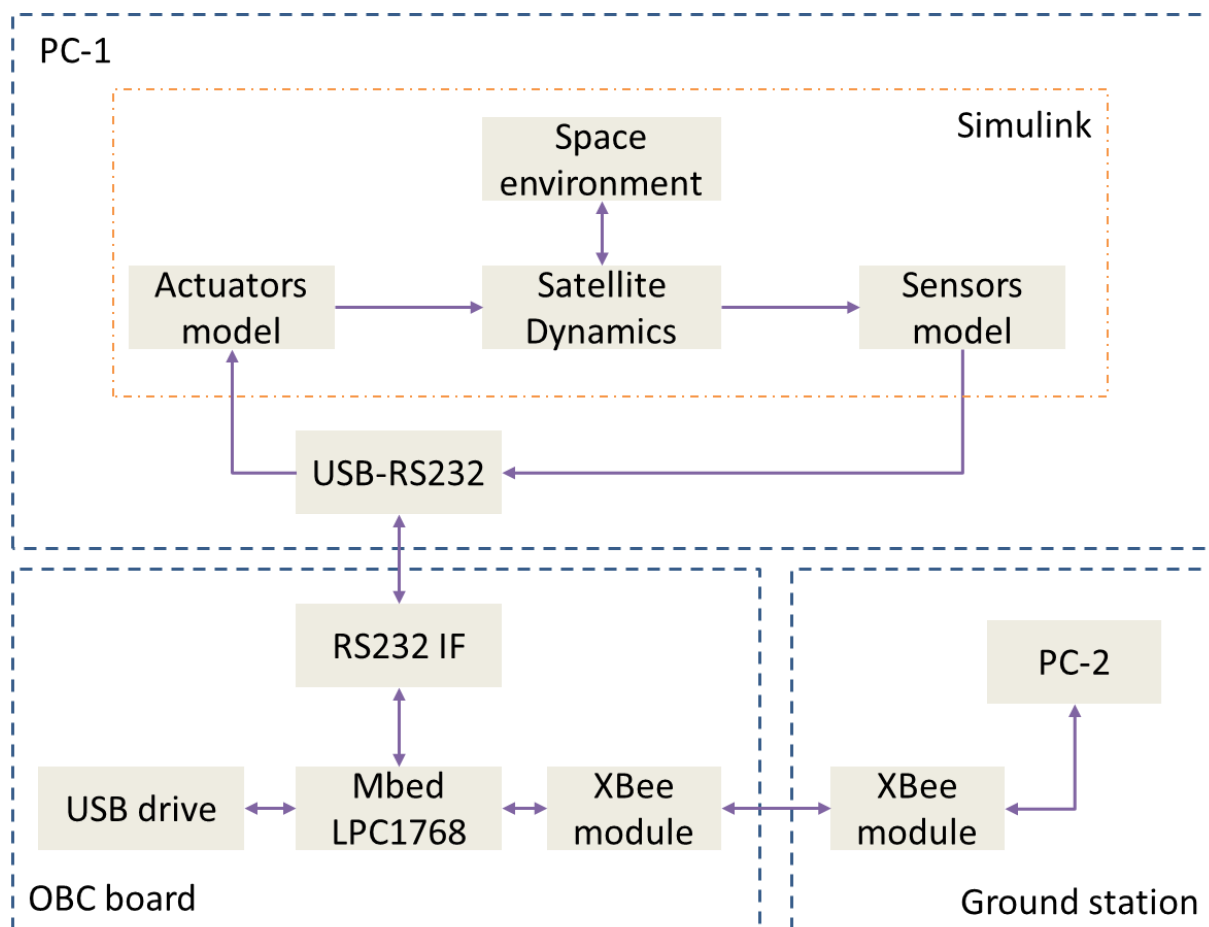 PC-1
Simulink
Space
environment
Actuators
model
Satellite
Dynamics
Sensors
model
USB-RS232
RS232 IF
PC-2
USB drive
Mbed
LPC1768
XBee
module
XBee
module
OBC board
Ground station